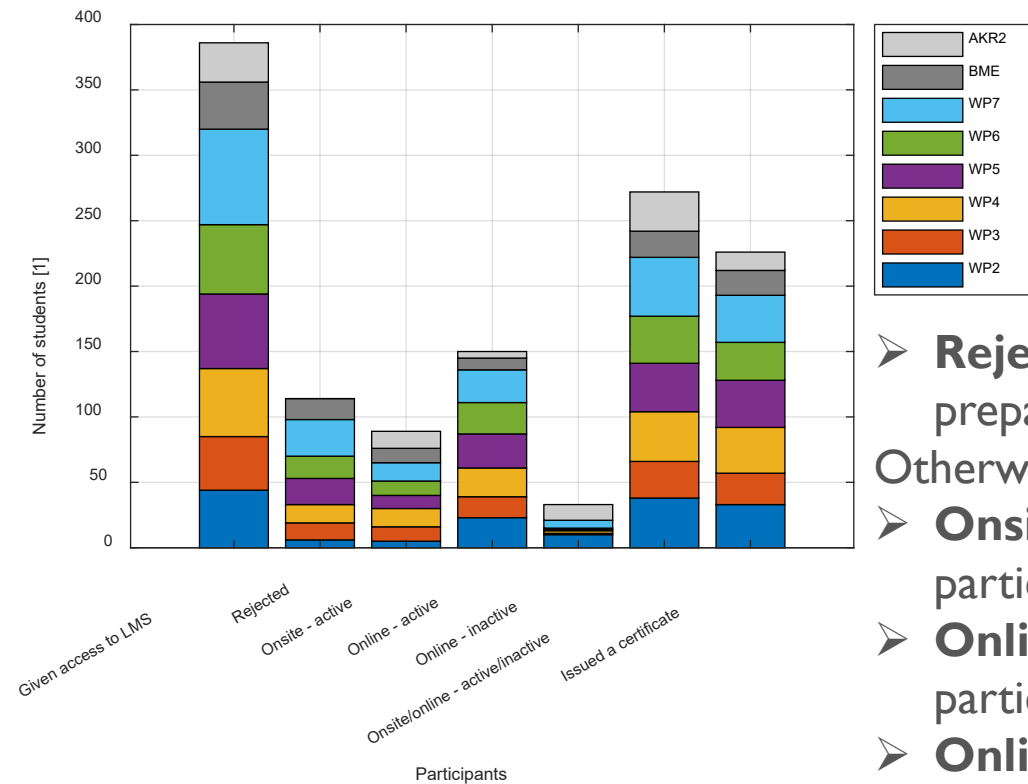 400
350
300
250
200
150
100
50
0
Number of students [1]
Given access to LMS
Rejected
Onsite - active
Online - active
Online - inactive
Onsite/online - active/inactive
Issued a certificate
Participants
AKR2
BME
WP7
WP6
WP5
WP4
WP3
WP2
➢ Reje
prepa
Otherw
➢ Onsi
partic
➢ Onli
partic
➢ Onli